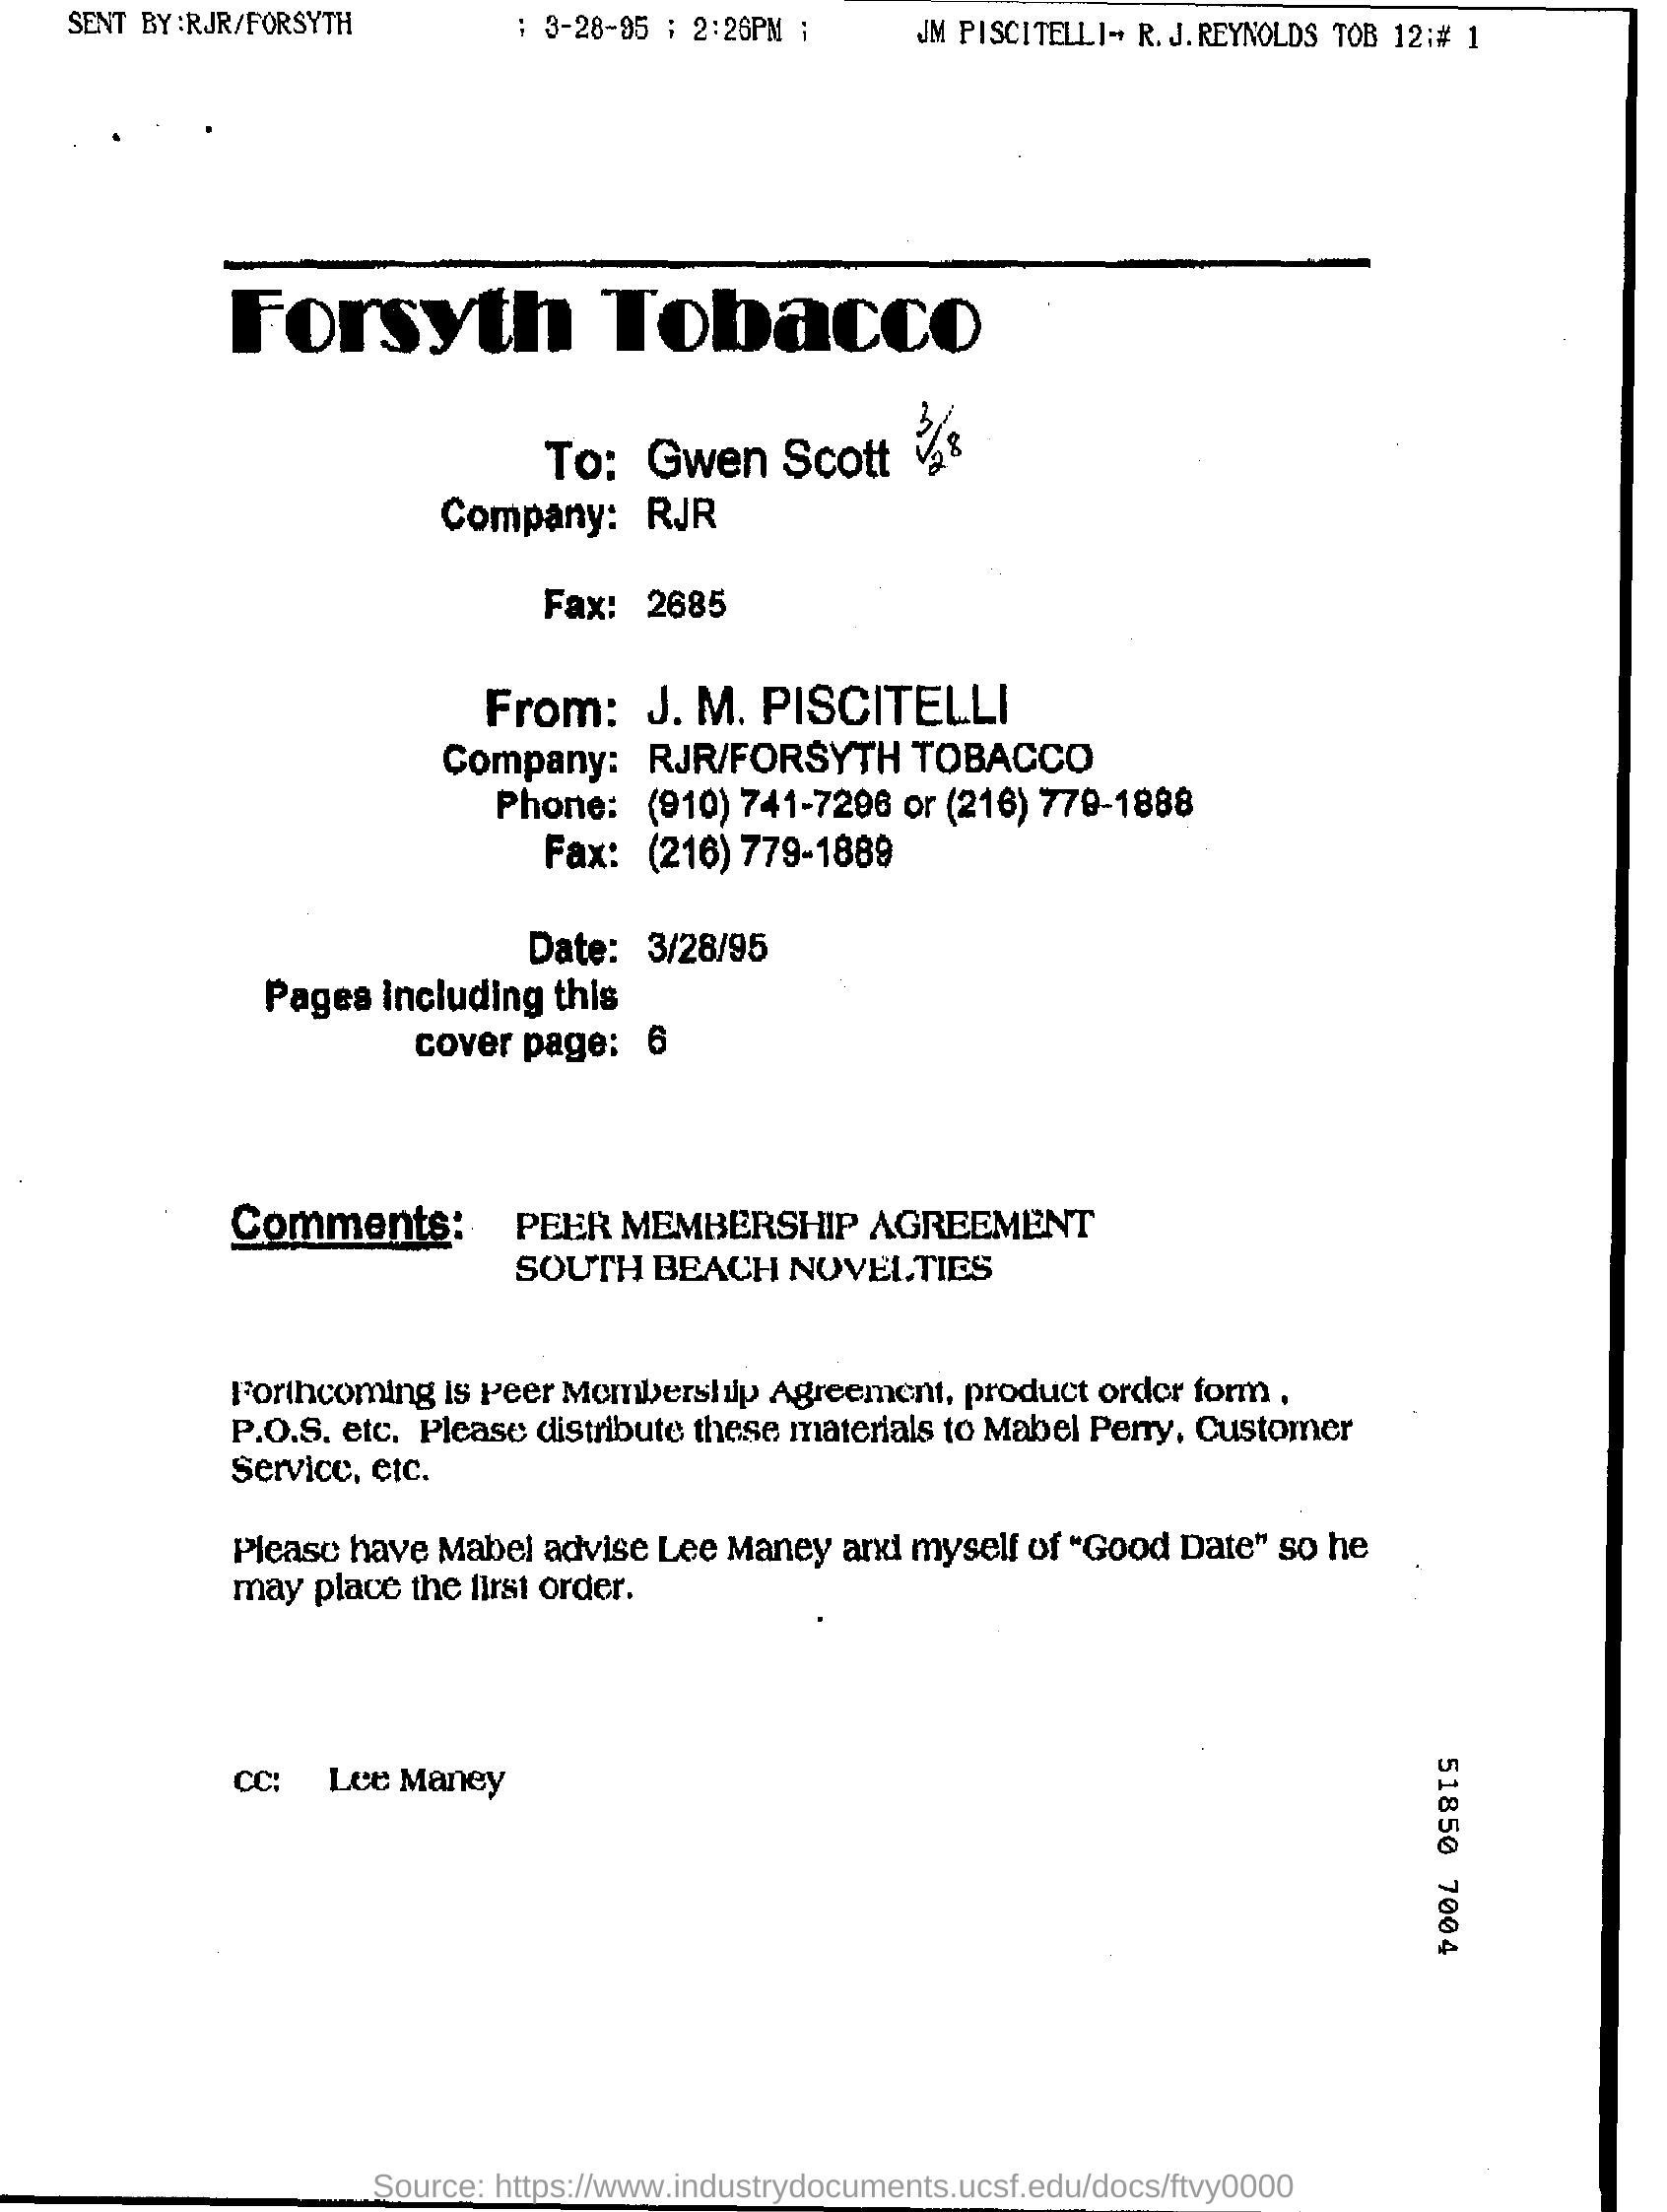 SENT BY:RJR/FORSYTH ; 3-28-95 ; 2:26PM ; JM PISCITELLI→ R.J.REYNOLDS TOB 12;# 1
Forsyth Tobacco
To: Gwen Scott 3/28
Company: RJR
Fax: 2685
From: J. M. PISCITELLI
Company: RJR/FORSYTH TOBACCO
Phone: (910) 741-7296 or (216) 779-1888
Fax: (216) 779-1889
Date: 3/28/95
Pages including this
cover page: 6
Comments: PEER MEMBERSHIP AGREEMENT
SOUTH BEACH NOVELTIES
Forthcoming is Peer Membership Agreement, product order form ,
P.O.S. etc. Please distribute these materials to Mabel Perry, Customer
Service, etc.
Please have Mabel advise Lee Maney and myself of "Good Date" so he
may place the first order.
cc: Lee Maney
51850 7004
Source: https://www.industrydocuments.ucsf.edu/docs/ftvy0000